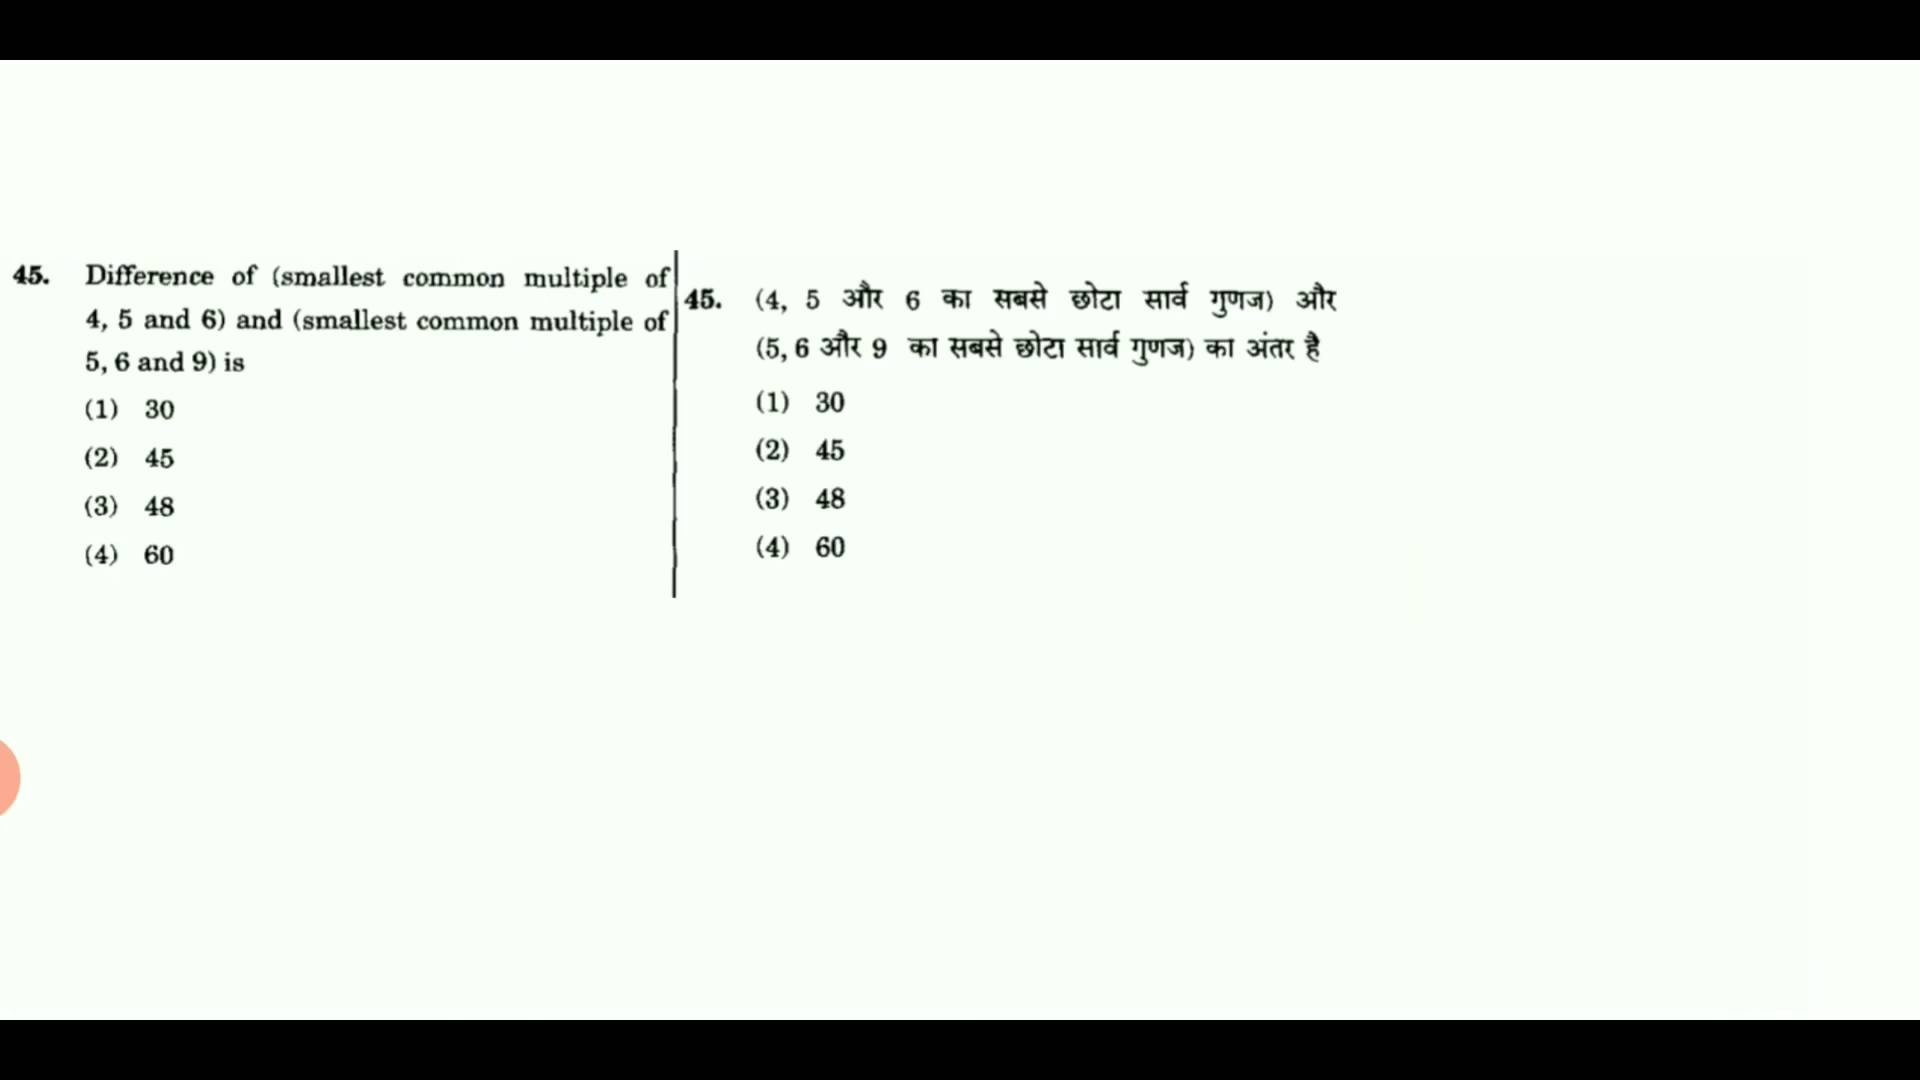 45. Difference of (smallest common multiple of
4, 5 and 6) and (smallest common multiple of
5, 6 and 9) is
(1) 30
(2) 45
(3) 48
(4) 60
45. (4, 5 और 6 का सबसे छोटा सार्व गुणज) और
(5, 6 और 9 का सबसे छोटा सार्व गुणज) का अंतर है
(1) 30
(2) 45
(3) 48
(4) 60